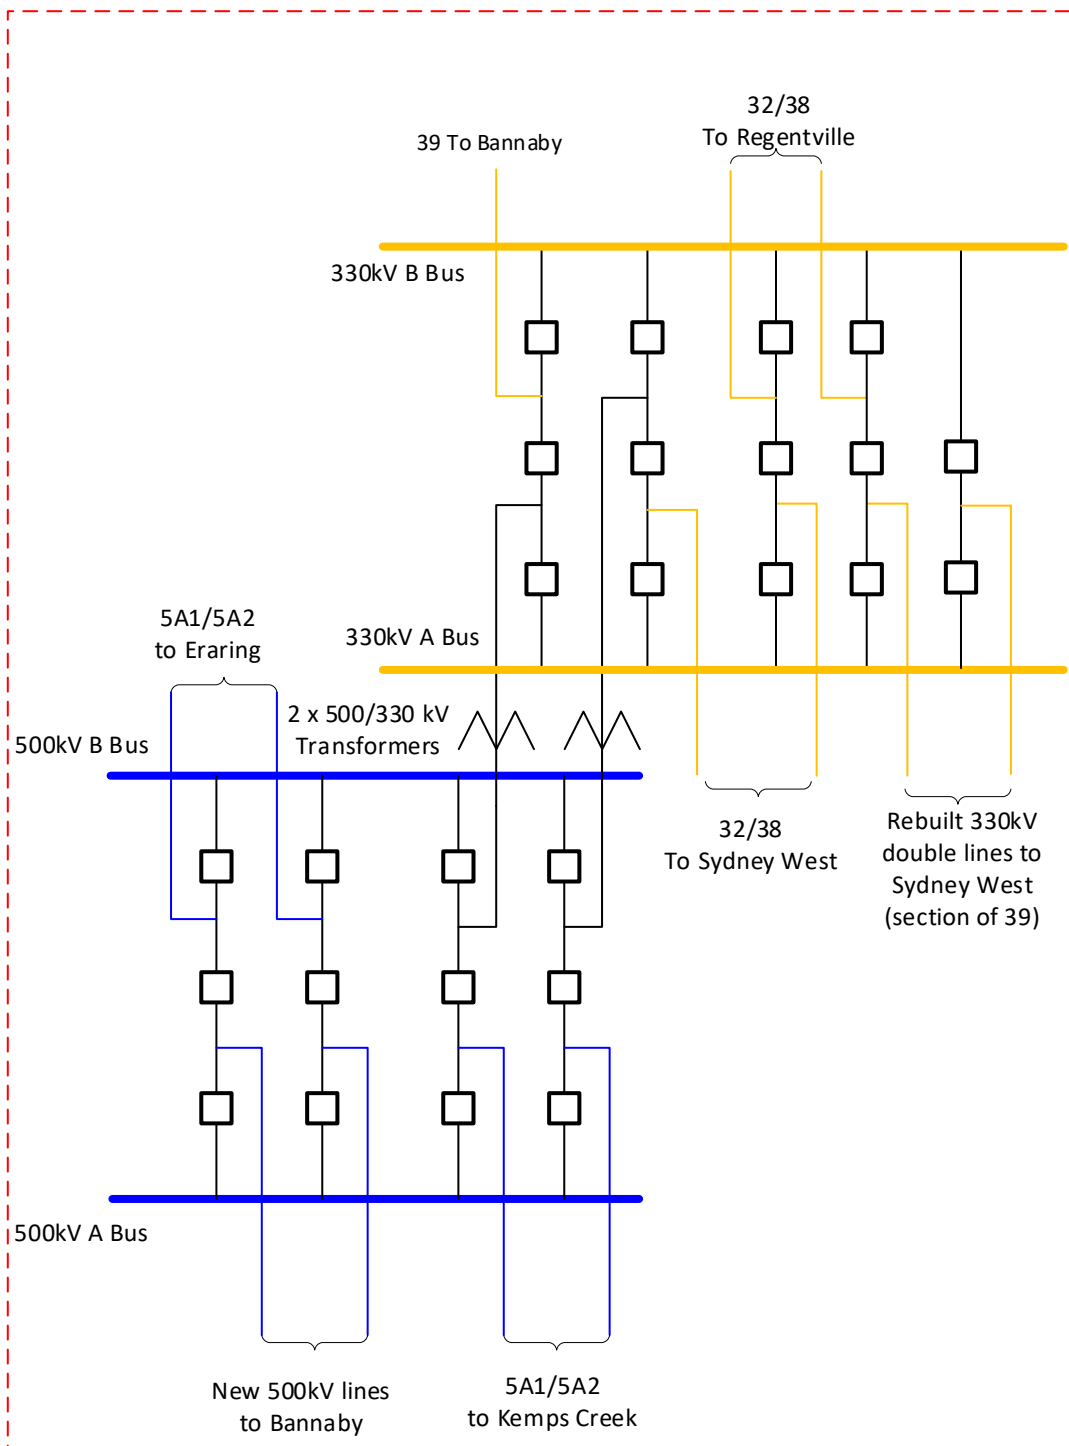 32/38
To Regentville
39 To Bannaby
330kV B Bus
5A1/5A2
to Eraring
330kV A Bus
2 x 500/330 kV
Transformers
500kV B Bus
32/38
To Sydney West
Rebuilt 330kV
double lines to
Sydney West
(section of 39)
500kV A Bus
New 500kV lines
to Bannaby
5A1/5A2
to Kemps Creek